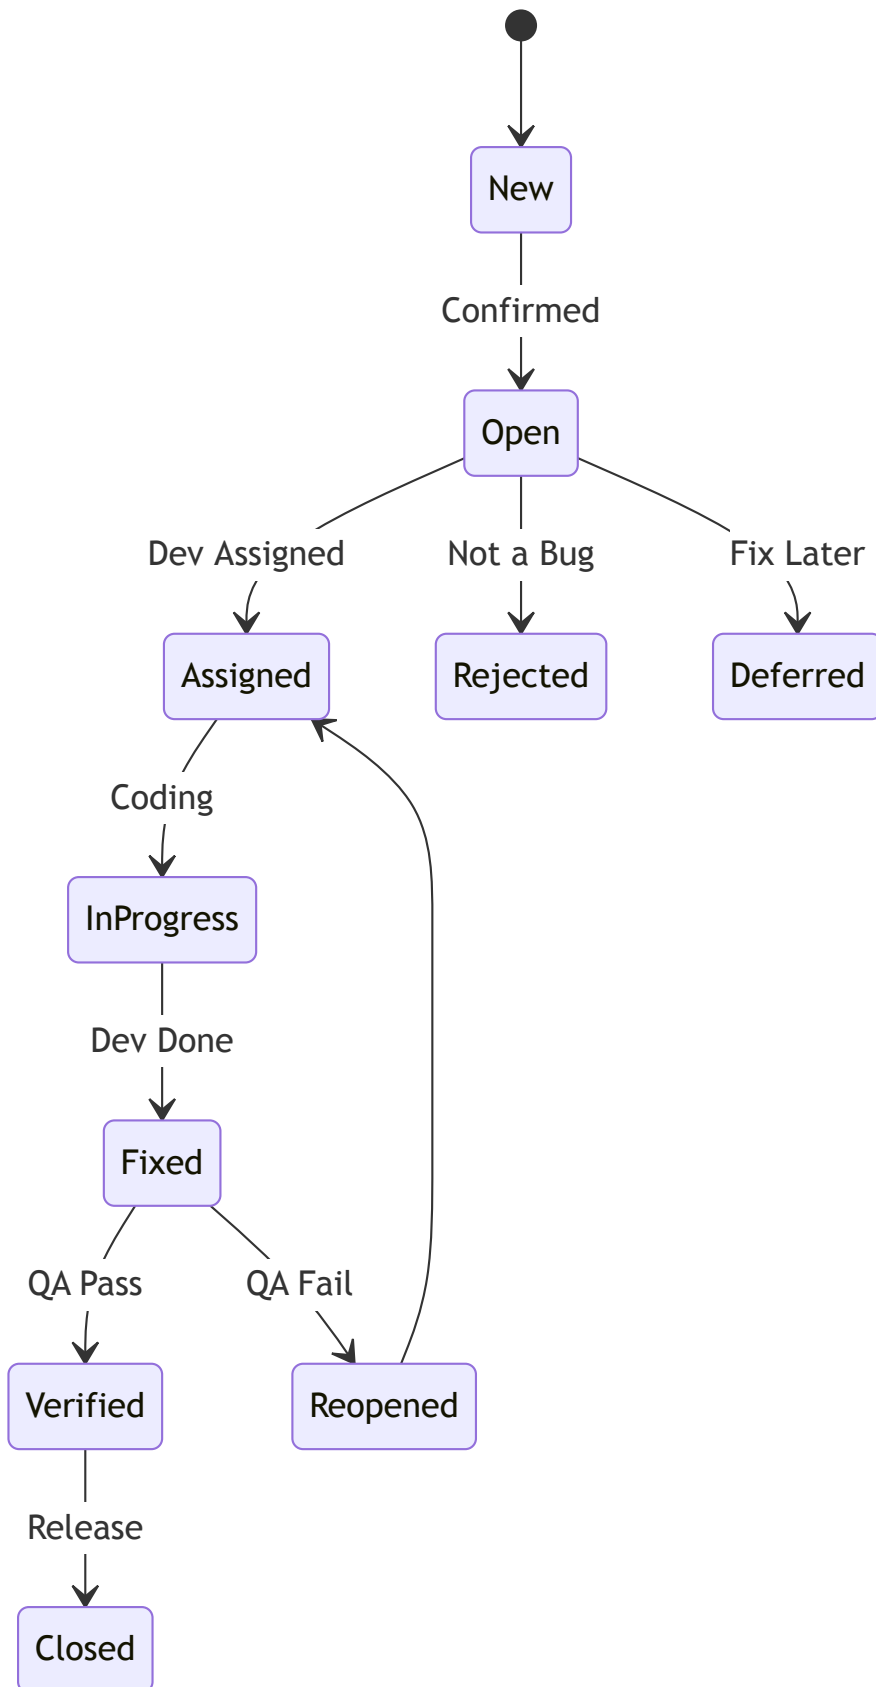 New
Confirmed
Open
Dev Assigned
Not a Bug
Fix Later
Assigned
Rejected
Deferred
Coding
InProgress
Dev Done
Fixed
QA Pass
QA Fail
Verified
Reopened
Release
Closed